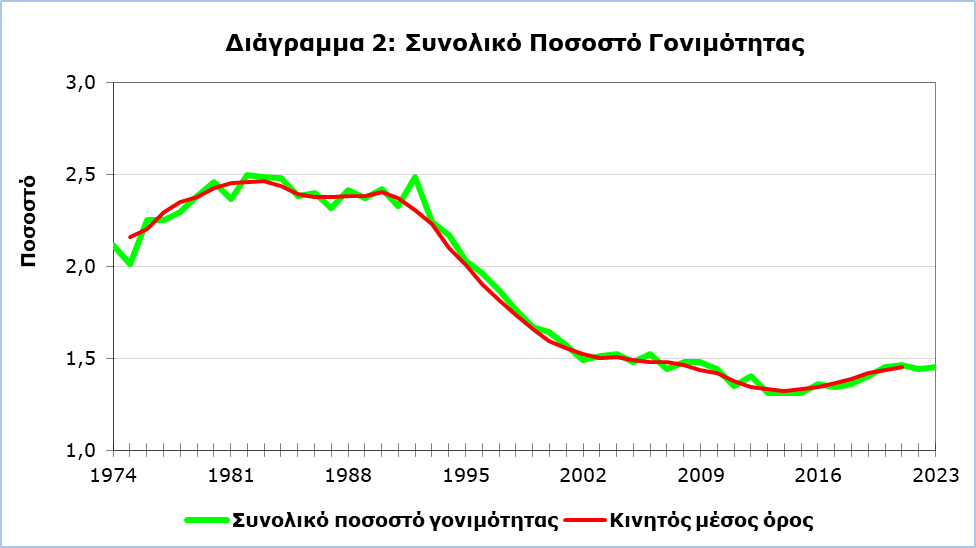 Διάγραμμα 2: Συνολικό Ποσοστό Γονιμότητας
Ποσοστό
3,0
2,5
2,0
1,5
1,0
1974 1981 1988 1995 2002 2009 2016 2023
Συνολικό ποσοστό γονιμότητας Κινητός μέσος όρος